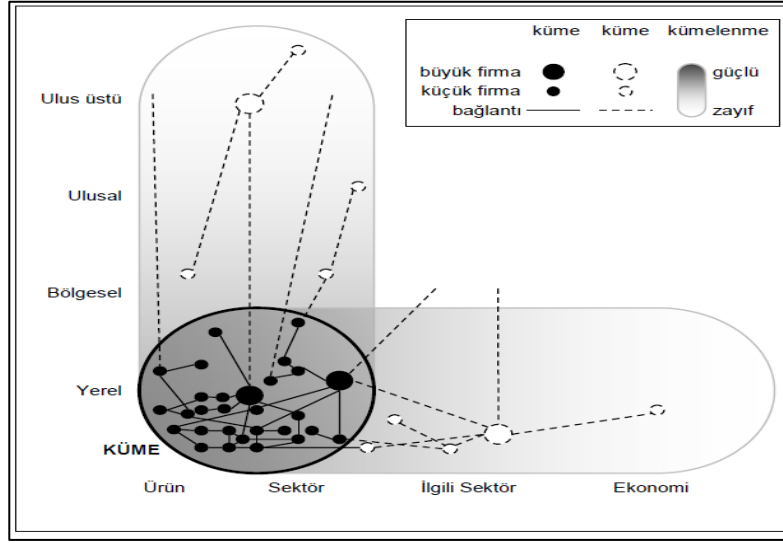 küme küme kümelenme
büyük firma güçlü
küçük firma
bağlantı zayıf
Ulus üstü
Ulusal
Bölgesel
Yerel
KÜME
Ürün Sektör İlgili Sektör Ekonomi